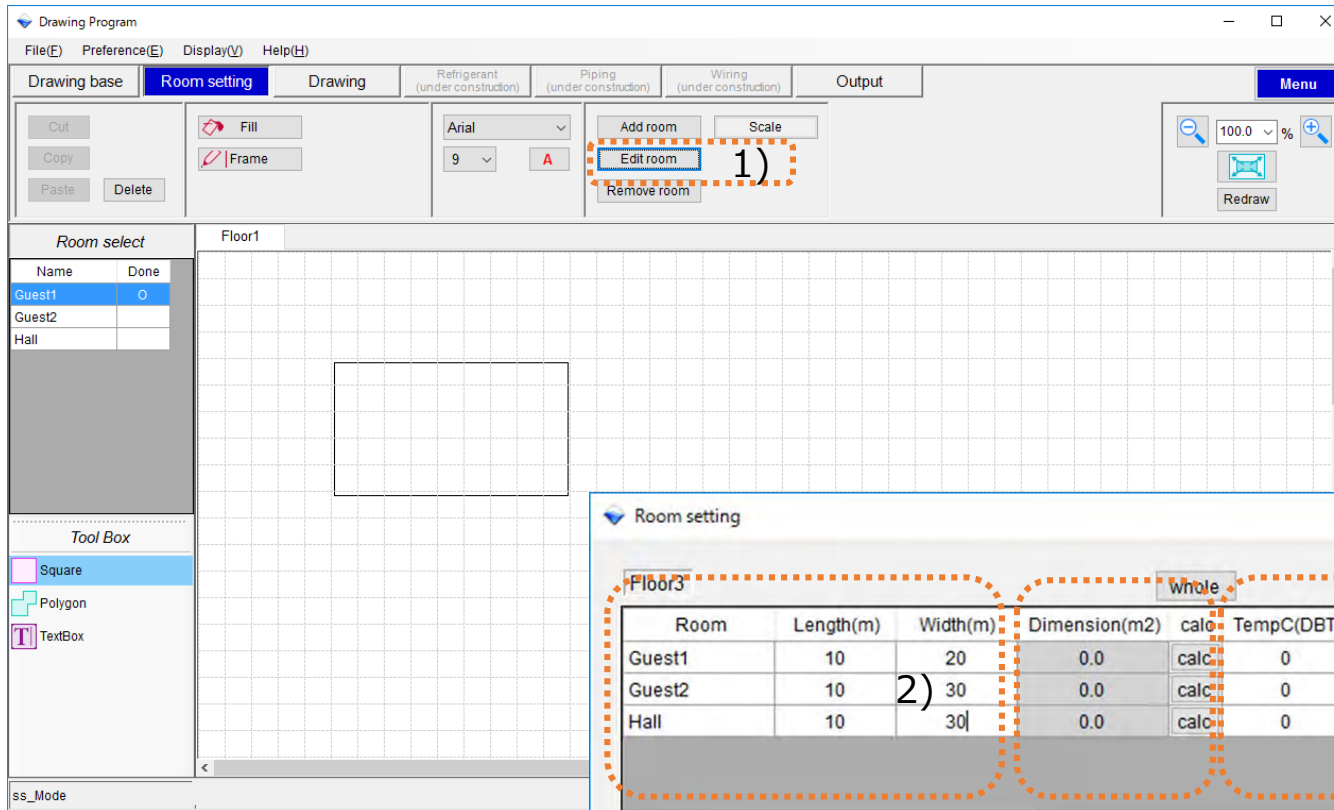 Drawing Program
File(F) Preference(E) Display(V) Help(H)
Drawing base Room setting Drawing Refrigerant (under construction) Piping (under construction) Wiring (under construction) Output Menu
Cut Fill Arial Add room Scale 100.0 %
Copy Frame 9 A Edit room 1)
Paste Delete Remove room Redraw
Room select Floor1
Name Done
Guest1 O
Guest2
Hall
Tool Box
Square
Polygon
T TextBox
ss_Mode
Room setting
Floor3 whole
Room Length(m) Width(m) Dimension(m2) calc TempC(DBT
Guest1 10 20 0.0 calc 0
Guest2 10 2) 30 0.0 calc 0
Hall 10 30 0.0 calc 0